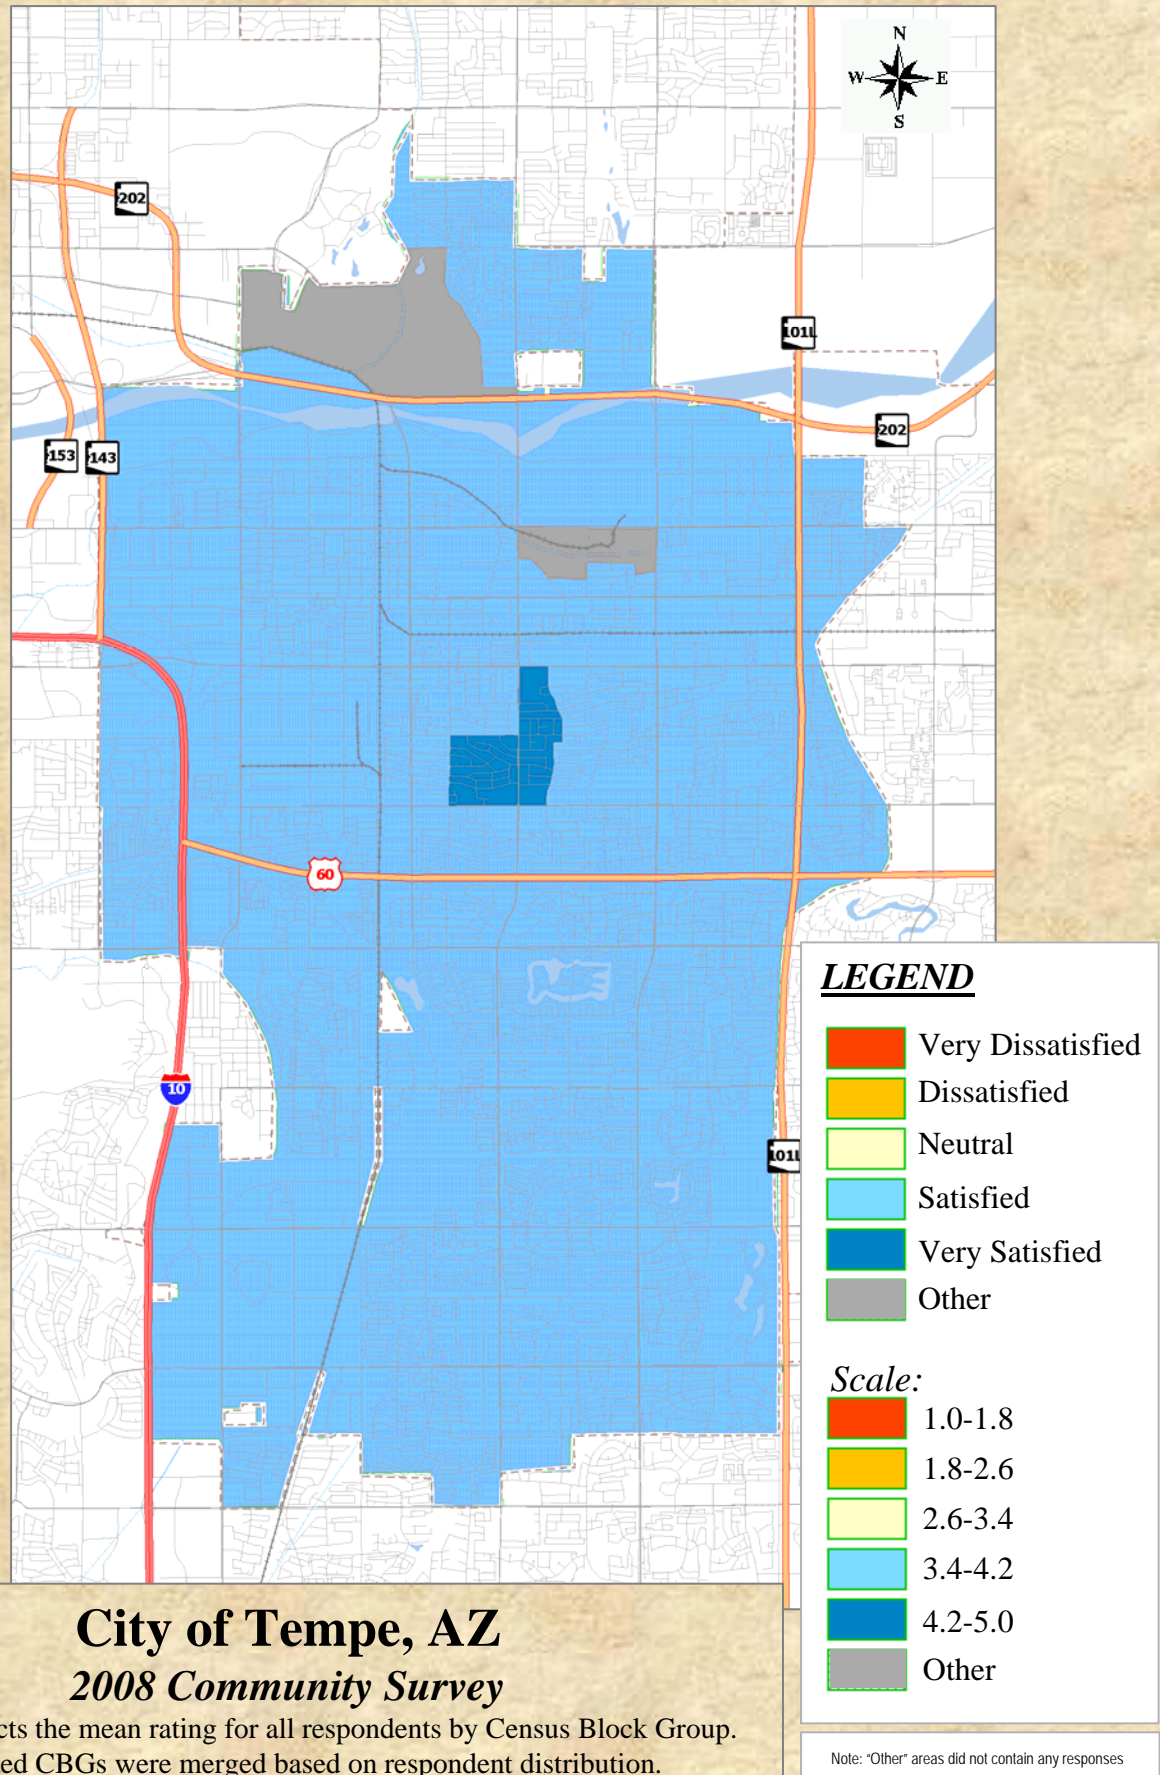 N
W E
S
202
101L
202
153
143
60
LEGEND
Very Dissatisfied
Dissatisfied
Neutral
Satisfied
Very Satisfied
Other
10
101L
Scale:
1.0-1.8
1.8-2.6
2.6-3.4
3.4-4.2
4.2-5.0
Other
City of Tempe, AZ
2008 Community Survey
cts the mean rating for all respondents by Census Block Group.
ed CBGs were merged based on respondent distribution.
Note: "Other" areas did not contain any responses